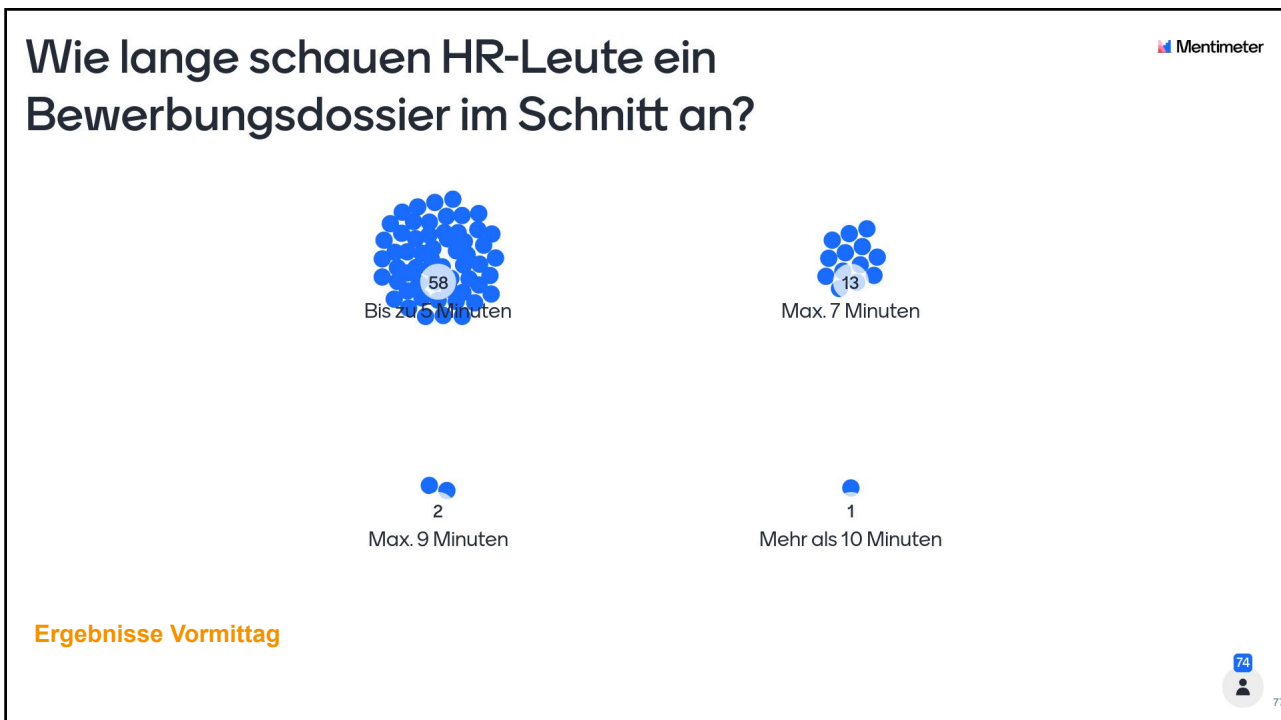 Wie lange schauen HR-Leute ein
Bewerbungsdossier im Schnitt an?
Mentimeter
58
Bis zu 5 Minuten
13
Max. 7 Minuten
2
Max. 9 Minuten
1
Mehr als 10 Minuten
Ergebnisse Vormittag
74
77